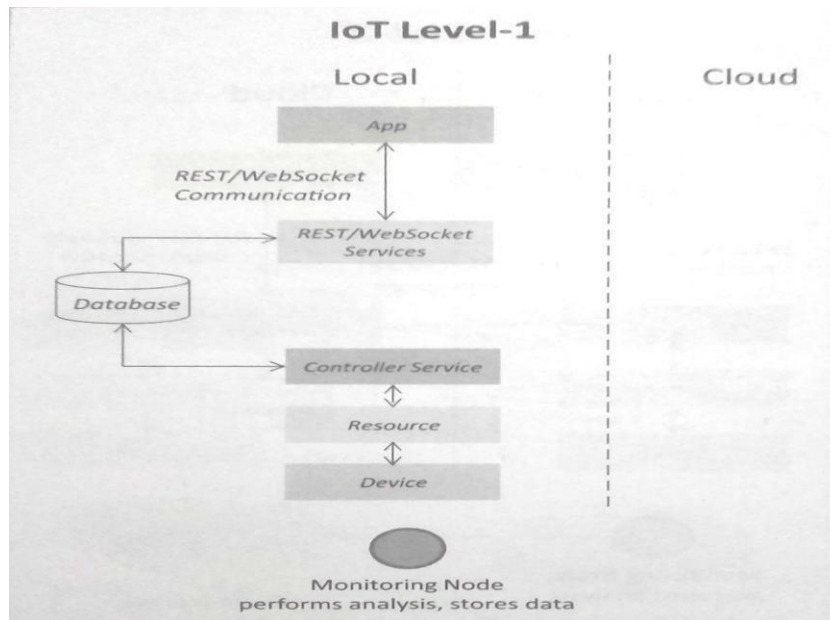 IoT Level-1
Local
Cloud
App
REST/WebSocket
Communication
REST/WebSocket
Services
Database
Controller Service
Resource
Device
Monitoring Node
performs analysis, stores data